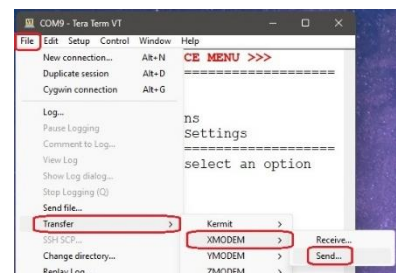 COM9 - Tera Term VT
File Edit Setup Control Window Help
New connection... Alt+N
CE MENU >>>
Duplicate session Alt+D
====================
Cygwin connection Alt+G
Log...
ns
Pause Logging
Settings
Comment to Log...
====================
View Log
select an option
Show Log dialog...
Stop Logging (Q)
Send file...
Transfer > Kermit >
SSH SCP... XMODEM > Receive...
Change directory... YMODEM > Send...
Replay Log... ZMODEM >